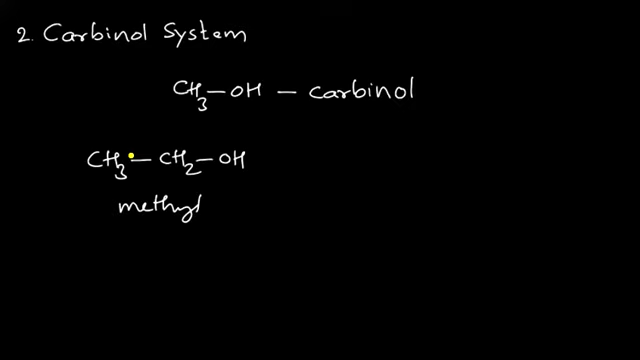 2. Carbinol System
CH3 – OH – carbinol
CH3 – CH2 – OH
methyl